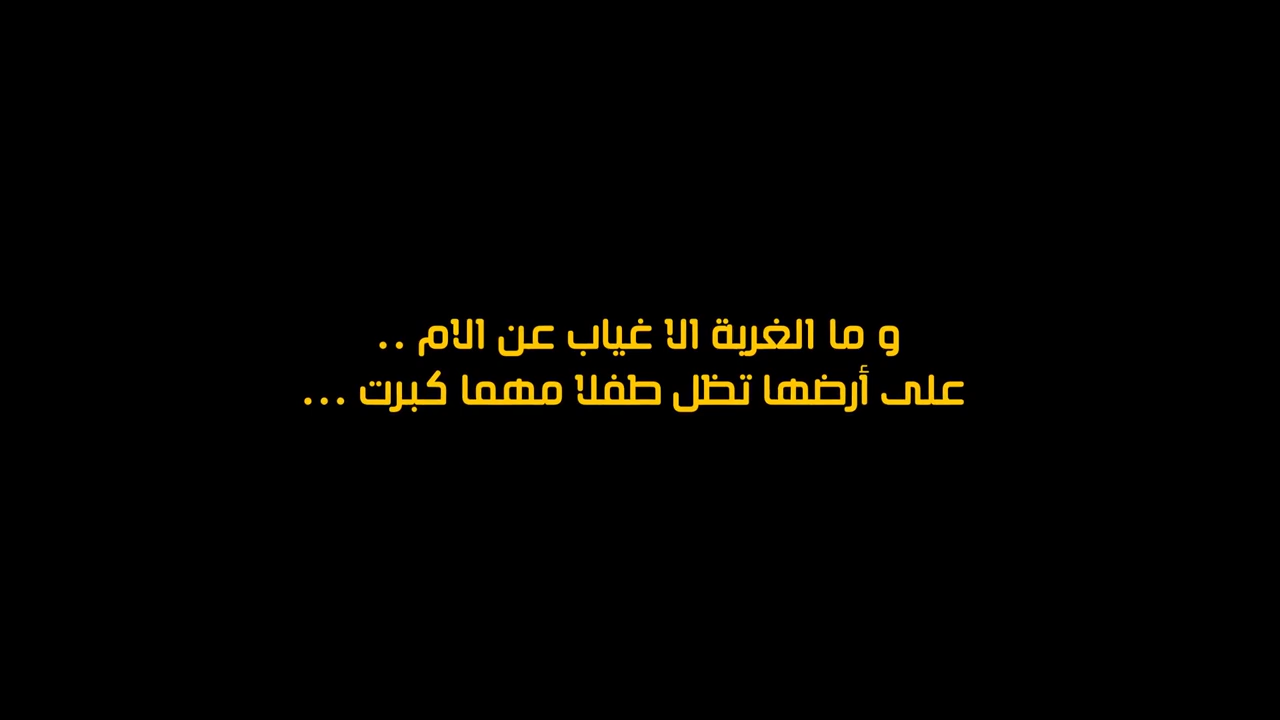 و ما الغربة الا غياب عن الام ..
على أرضها تظل طفلا مهما كبرت ...